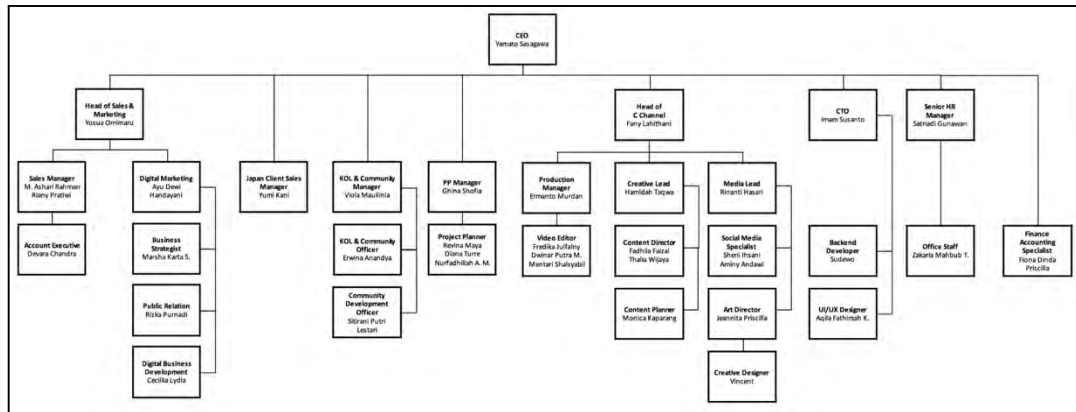 CEO
Yamato Sasagawa
Head of Sales &
Marketing
Yosua Ornimaru
Head of
C Channel
Fany Lahithani
CTO
Imam Susanto
Senior HR
Manager
Satriadi Gunawan
Sales Manager
M. Ashari Rahman
Riany Pratiwi
Digital Marketing
Ayu Dewi
Handayani
Japan Client Sales
Manager
Yumi Kani
KOL & Community
Manager
Viola Maulinia
PP Manager
Ghina Shofia
Production
Manager
Ermanto Murdan
Creative Lead
Hamidah Taqwa
Media Lead
Rinanti Hasari
Account Executive
Devara Chandra
Business
Strategist
Marsha Karta S.
KOL & Community
Officer
Erwina Anandya
Project Planner
Revina Maya
Diana Turre
Nurfadhillah A. M.
Video Editor
Fredika Julfalny
Dwinar Putra M.
Mentari Shalsyabil
Content Director
Fadhila Faizal
Thalia Wijaya
Social Media
Specialist
Sherli Ihsani
Aminy Andawi
Backend
Developer
Sudewo
Office Staff
Zakaria Mahbub T.
Finance
Accounting
Specialist
Fiona Dinda
Priscilla
Public Relation
Rizka Purnadi
Community
Development
Officer
Sitirani Putri
Lestari
Content Planner
Monica Kaparang
Art Director
Jeannita Priscilla
UI/UX Designer
Aqila Fathimah K.
Digital Business
Development
Cecilia Lydia
Creative Designer
Vincent